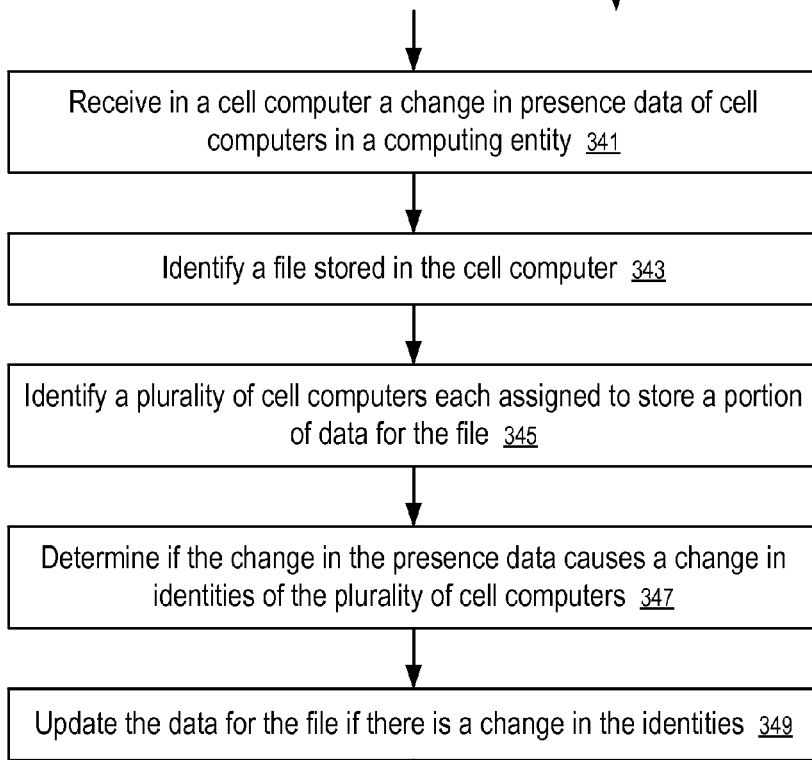 Receive in a cell computer a change in presence data of cell
computers in a computing entity 341
Identify a file stored in the cell computer 343
Identify a plurality of cell computers each assigned to store a portion
of data for the file 345
Determine if the change in the presence data causes a change in
identities of the plurality of cell computers 347
Update the data for the file if there is a change in the identities 349